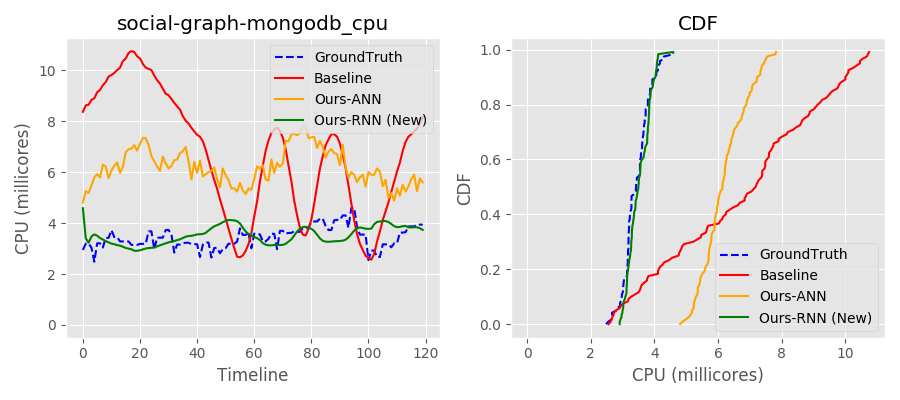 social-graph-mongodb_cpu
CPU (millicores)
10
8
6
4
2
0
GroundTruth
Baseline
Ours-ANN
Ours-RNN (New)
0 20 40 60 80 100 120
Timeline
CDF
CDF
1.0
0.8
0.6
0.4
0.2
0.0
GroundTruth
Baseline
Ours-ANN
Ours-RNN (New)
0 2 4 6 8 10
CPU (millicores)